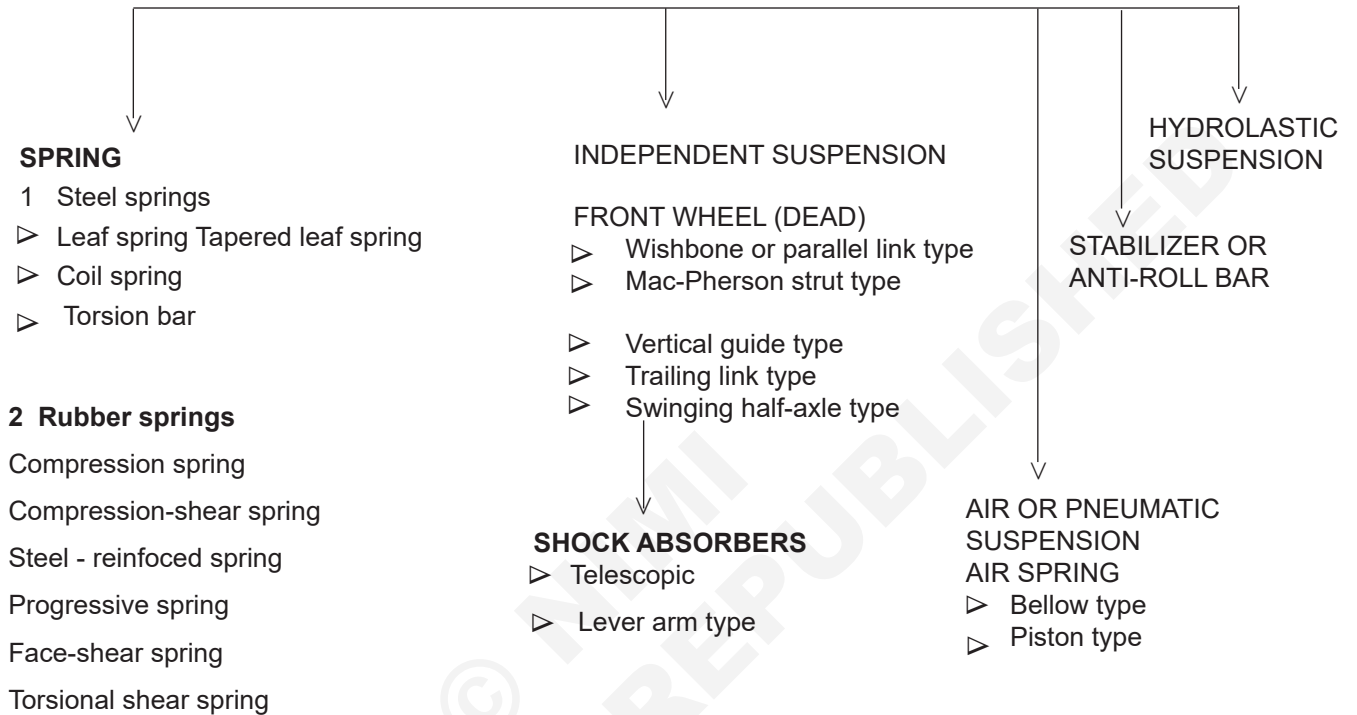 SPRING
1 Steel springs
▷ Leaf spring Tapered leaf spring
▷ Coil spring
▷ Torsion bar
2 Rubber springs
Compression spring
Compression-shear spring
Steel - reinfoced spring
Progressive spring
Face-shear spring
Torsional shear spring
INDEPENDENT SUSPENSION
FRONT WHEEL (DEAD)
▷ Wishbone or parallel link type
▷ Mac-Pherson strut type
▷ Vertical guide type
▷ Trailing link type
▷ Swinging half-axle type
SHOCK ABSORBERS
▷ Telescopic
▷ Lever arm type
AIR OR PNEUMATIC
SUSPENSION
AIR SPRING
▷ Bellow type
▷ Piston type
STABILIZER OR
ANTI-ROLL BAR
HYDROLASTIC
SUSPENSION
© NIMI
REPUBLISHED